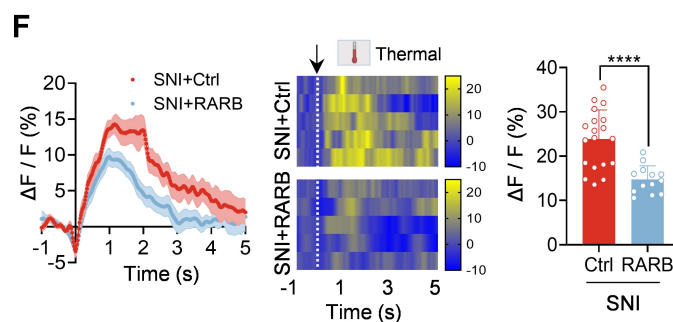 F
SNI+Ctrl
SNI+RARB
ΔF / F (%)
20
15
10
5
-5
-1
1
2
3
4
5
Time (s)
Thermal
SNI+Ctrl
20
10
0
-10
SNI+RARB
20
10
0
-10
-1
1
3
5
Time (s)
ΔF / F (%)
40
30
20
10
0
****
Ctrl
RARB
SNI